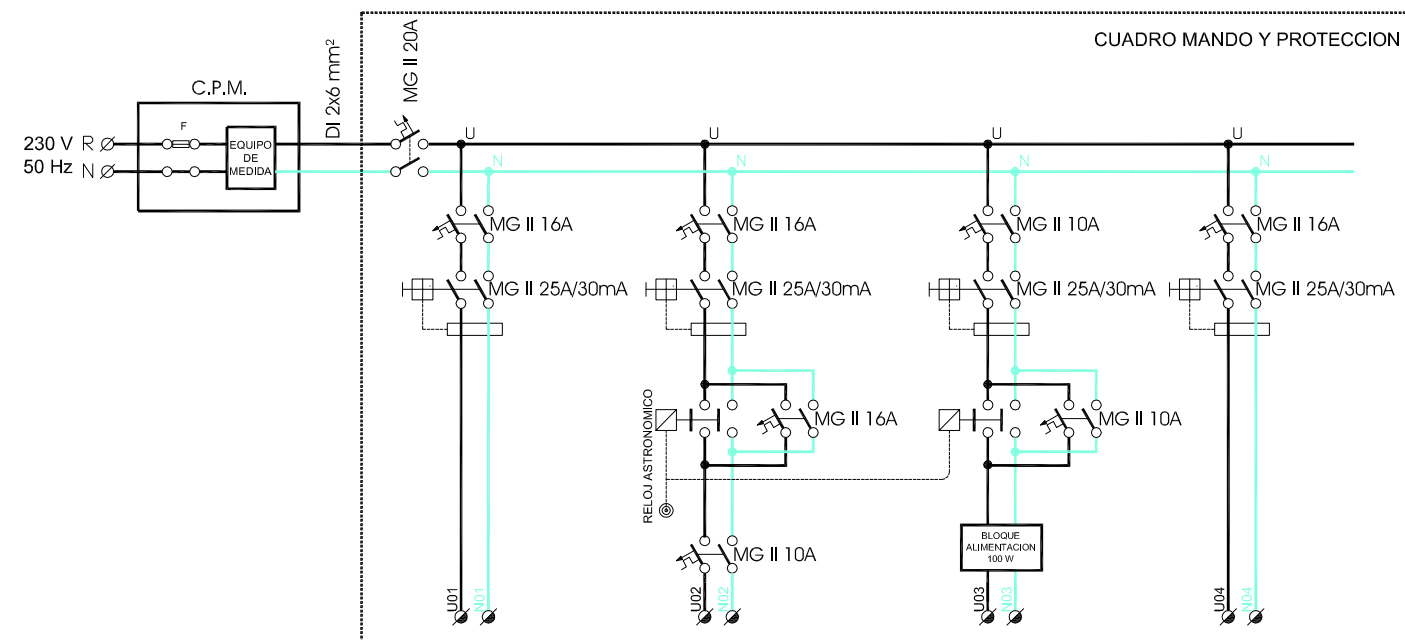 CUADRO MANDO Y PROTECCION
C.P.M.
DI 2x6 mm²
MG II 20A
230 V R
50 Hz N
F
EQUIPO
DE
MEDIDA
U
N
U
N
U
N
U
N
MG II 16A
MG II 16A
MG II 10A
MG II 16A
MG II 25A/30mA
MG II 25A/30mA
MG II 25A/30mA
MG II 25A/30mA
RELOJ ASTRONOMICO
MG II 16A
MG II 10A
MG II 10A
BLOQUE
ALIMENTACION
100 W
U01
N01
U02
N02
U03
N03
U04
N04